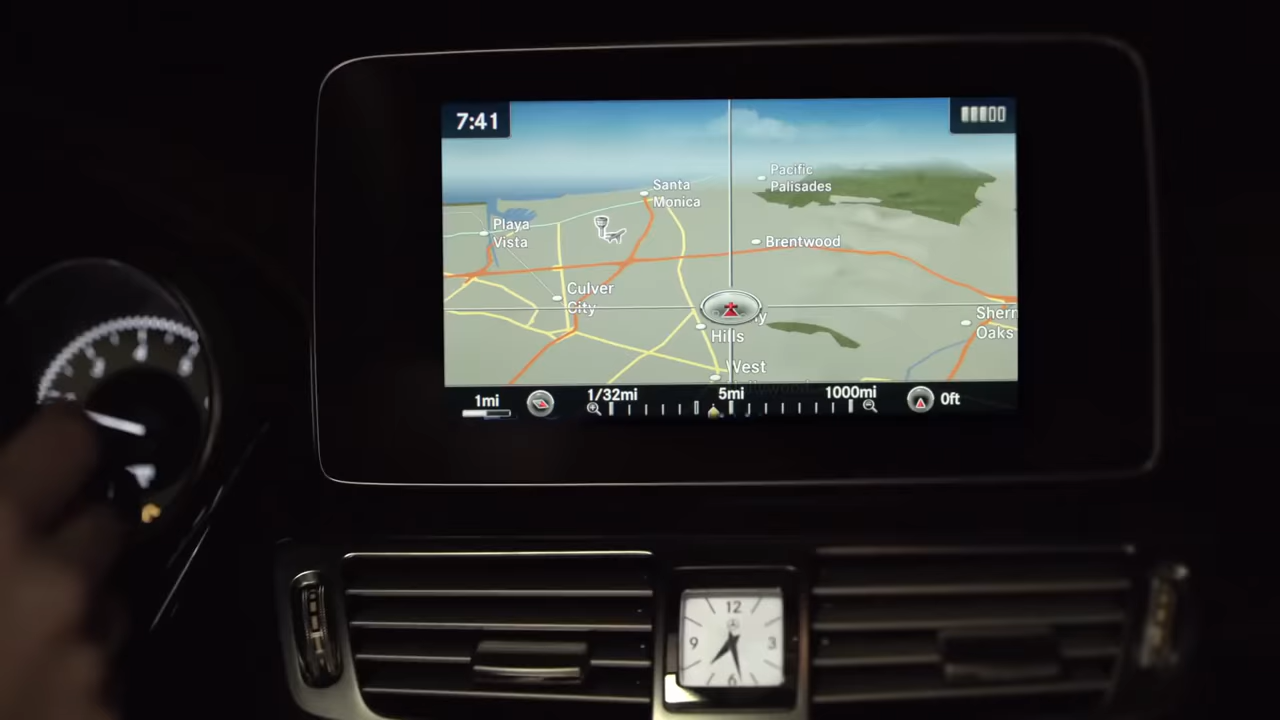 7:41
Pacific
Palisades
Santa
Monica
Playa
Vista
Brentwood
Culver
City
Hills
Sherr
Oaks
West
1mi
1/32mi
5mi
1000mi
0ft
12
9
3
6